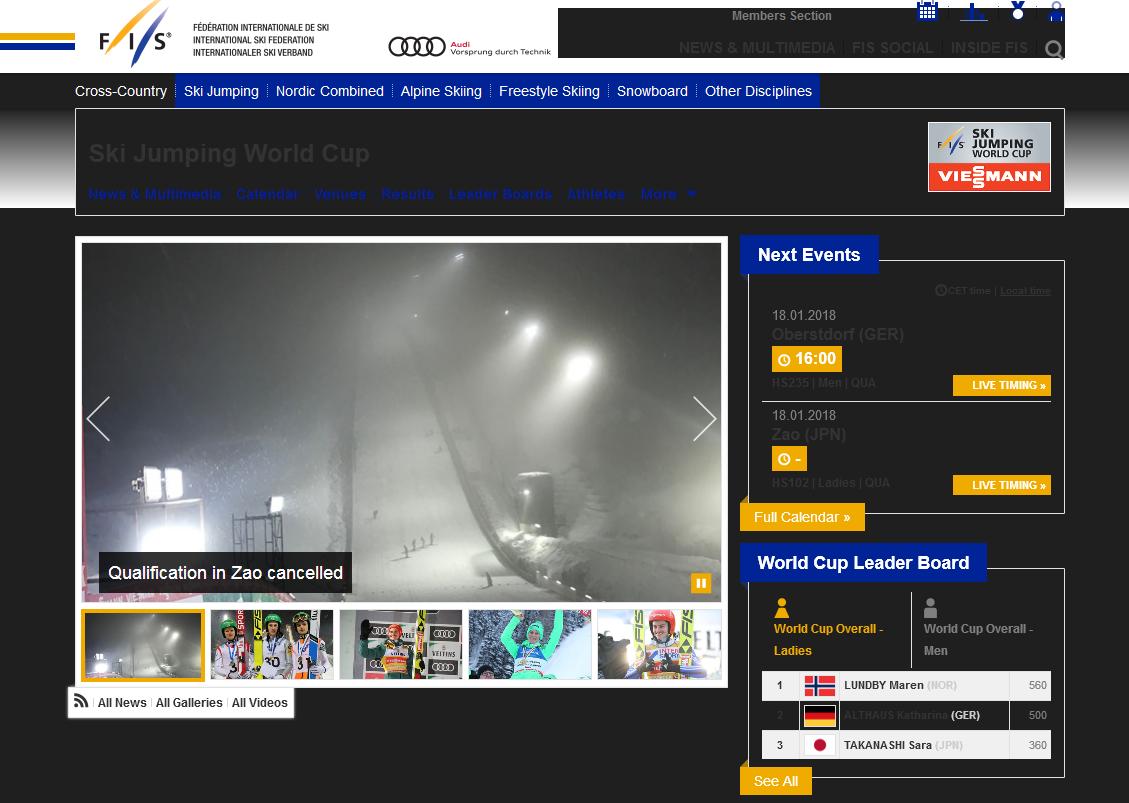 FIS®
FÉDÉRATION INTERNATIONALE DE SKI
INTERNATIONAL SKI FEDERATION
INTERNATIONALER SKI VERBAND
Audi
Vorsprung durch Technik
Members Section
NEWS & MULTIMEDIA FIS SOCIAL INSIDE FIS
Cross-Country Ski Jumping Nordic Combined Alpine Skiing Freestyle Skiing Snowboard Other Disciplines
Ski Jumping World Cup
FIS SKI JUMPING WORLD CUP
VIESSMANN
News & Multimedia Calendar Venues Results Leader Boards Athletes More
Qualification in Zao cancelled
All News All Galleries All Videos
Next Events
CET time | Local time
18.01.2018
Oberstdorf (GER)
16:00
HS235 | Men | QUA
LIVE TIMING »
18.01.2018
Zao (JPN)
-
HS102 | Ladies | QUA
LIVE TIMING »
Full Calendar »
World Cup Leader Board
World Cup Overall - Ladies
World Cup Overall - Men
1 LUNDBY Maren (NOR) 560
2 ALTHAUS Katharina (GER) 500
3 TAKANASHI Sara (JPN) 360
See All